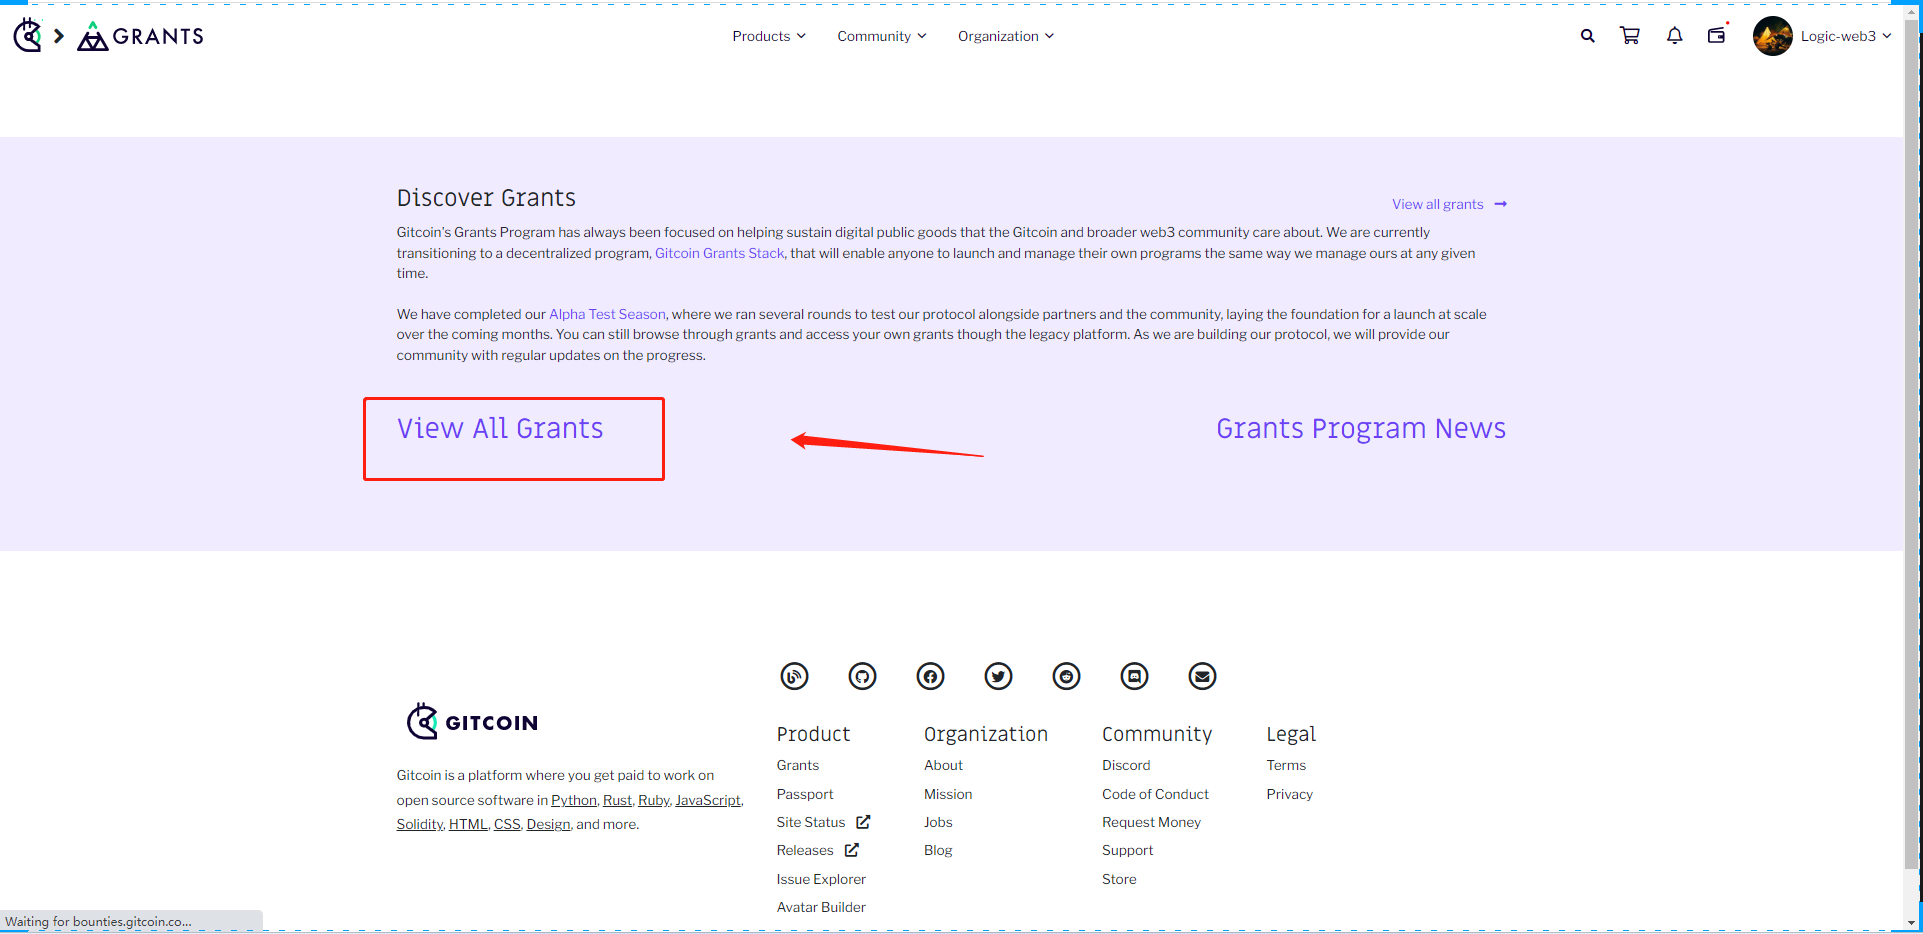 GRANTS
Products
Community
Organization
Logic-web3
Discover Grants
View all grants
Gitcoin's Grants Program has always been focused on helping sustain digital public goods that the Gitcoin and broader web3 community care about. We are currently
transitioning to a decentralized program, Gitcoin Grants Stack, that will enable anyone to launch and manage their own programs the same way we manage ours at any given
time.
We have completed our Alpha Test Season, where we ran several rounds to test our protocol alongside partners and the community, laying the foundation for a launch at scale
over the coming months. You can still browse through grants and access your own grants though the legacy platform. As we are building our protocol, we will provide our
community with regular updates on the progress.
View All Grants
Grants Program News
GITCOIN
Gitcoin is a platform where you get paid to work on
open source software in Python, Rust, Ruby, JavaScript,
Solidity, HTML, CSS, Design, and more.
Product
Grants
Passport
Site Status
Releases
Issue Explorer
Avatar Builder
Organization
About
Mission
Jobs
Blog
Community
Discord
Code of Conduct
Request Money
Support
Store
Legal
Terms
Privacy
Waiting for bounties.gitcoin.co...